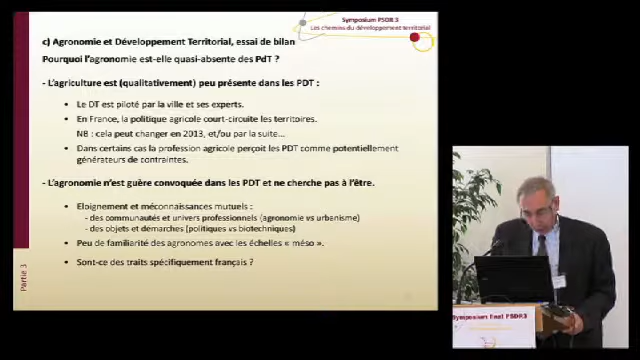 Symposium PSDR 3
Les chemins du développement territorial
c) Agronomie et Développement Territorial, essai de bilan
Pourquoi l'agronomie est-elle quasi-absente des PdT ?
- L'agriculture est (qualitativement) peu présente dans les PDT :
• Le DT est piloté par la ville et ses experts.
• En France, la politique agricole court-circuite les territoires.
NB : cela peut changer en 2013, et/ou par la suite...
• Dans certains cas la profession agricole perçoit les PDT comme potentiellement
générateurs de contraintes.
- L'agronomie n'est guère convoquée dans les PDT et ne cherche pas à l'être.
• Eloignement et méconnaissances mutuels :
- des communautés et univers professionnels (agronomie vs urbanisme)
- des objets et démarches (politiques vs biotechniques)
• Peu de familiarité des agronomes avec les échelles « méso ».
• Sont-ce des traits spécifiquement français ?
Partie 3
Symposium Final PSDR3